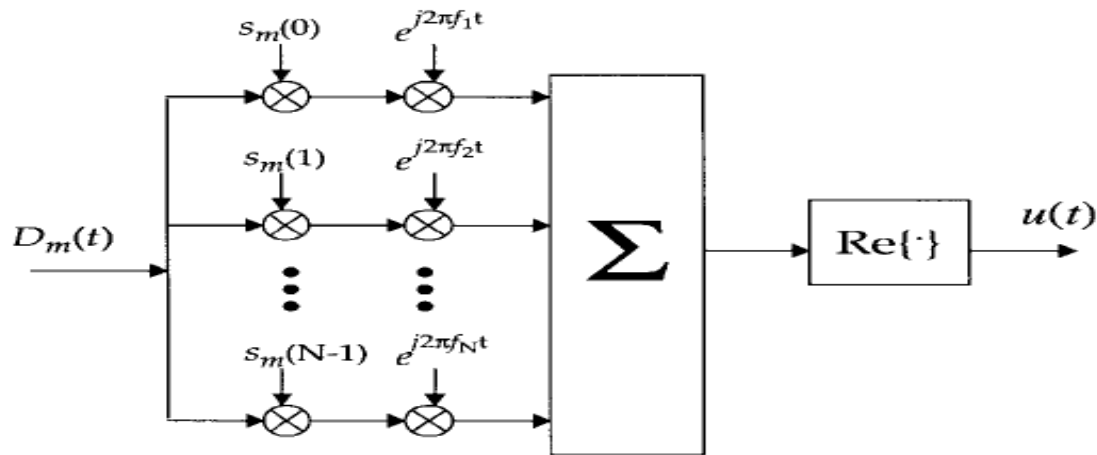 s_m(0) e^{j2πf_1t}
s_m(1) e^{j2πf_2t}
D_m(t)
Σ
Re{·}
u(t)
s_m(N-1) e^{j2πf_Nt}